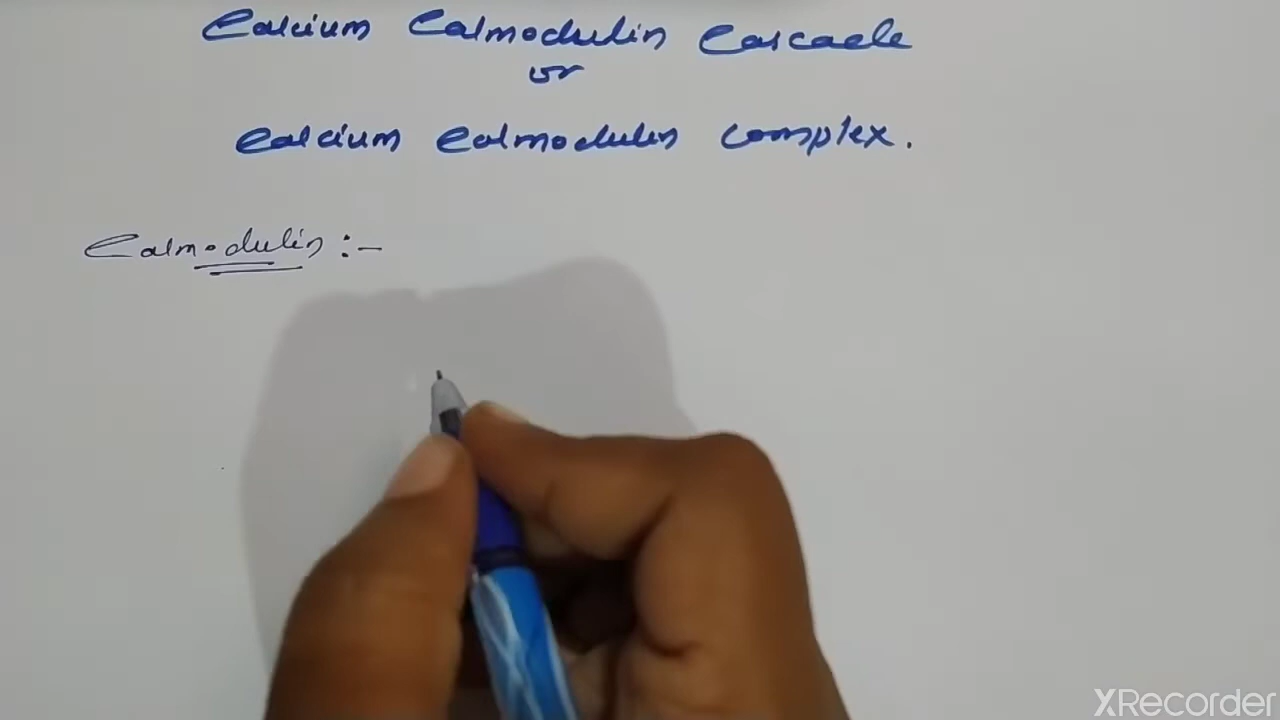 Calcium Calmodulin Cascade
or
Calcium Calmodulin Complex.
Calmodulin :-
XRecorder